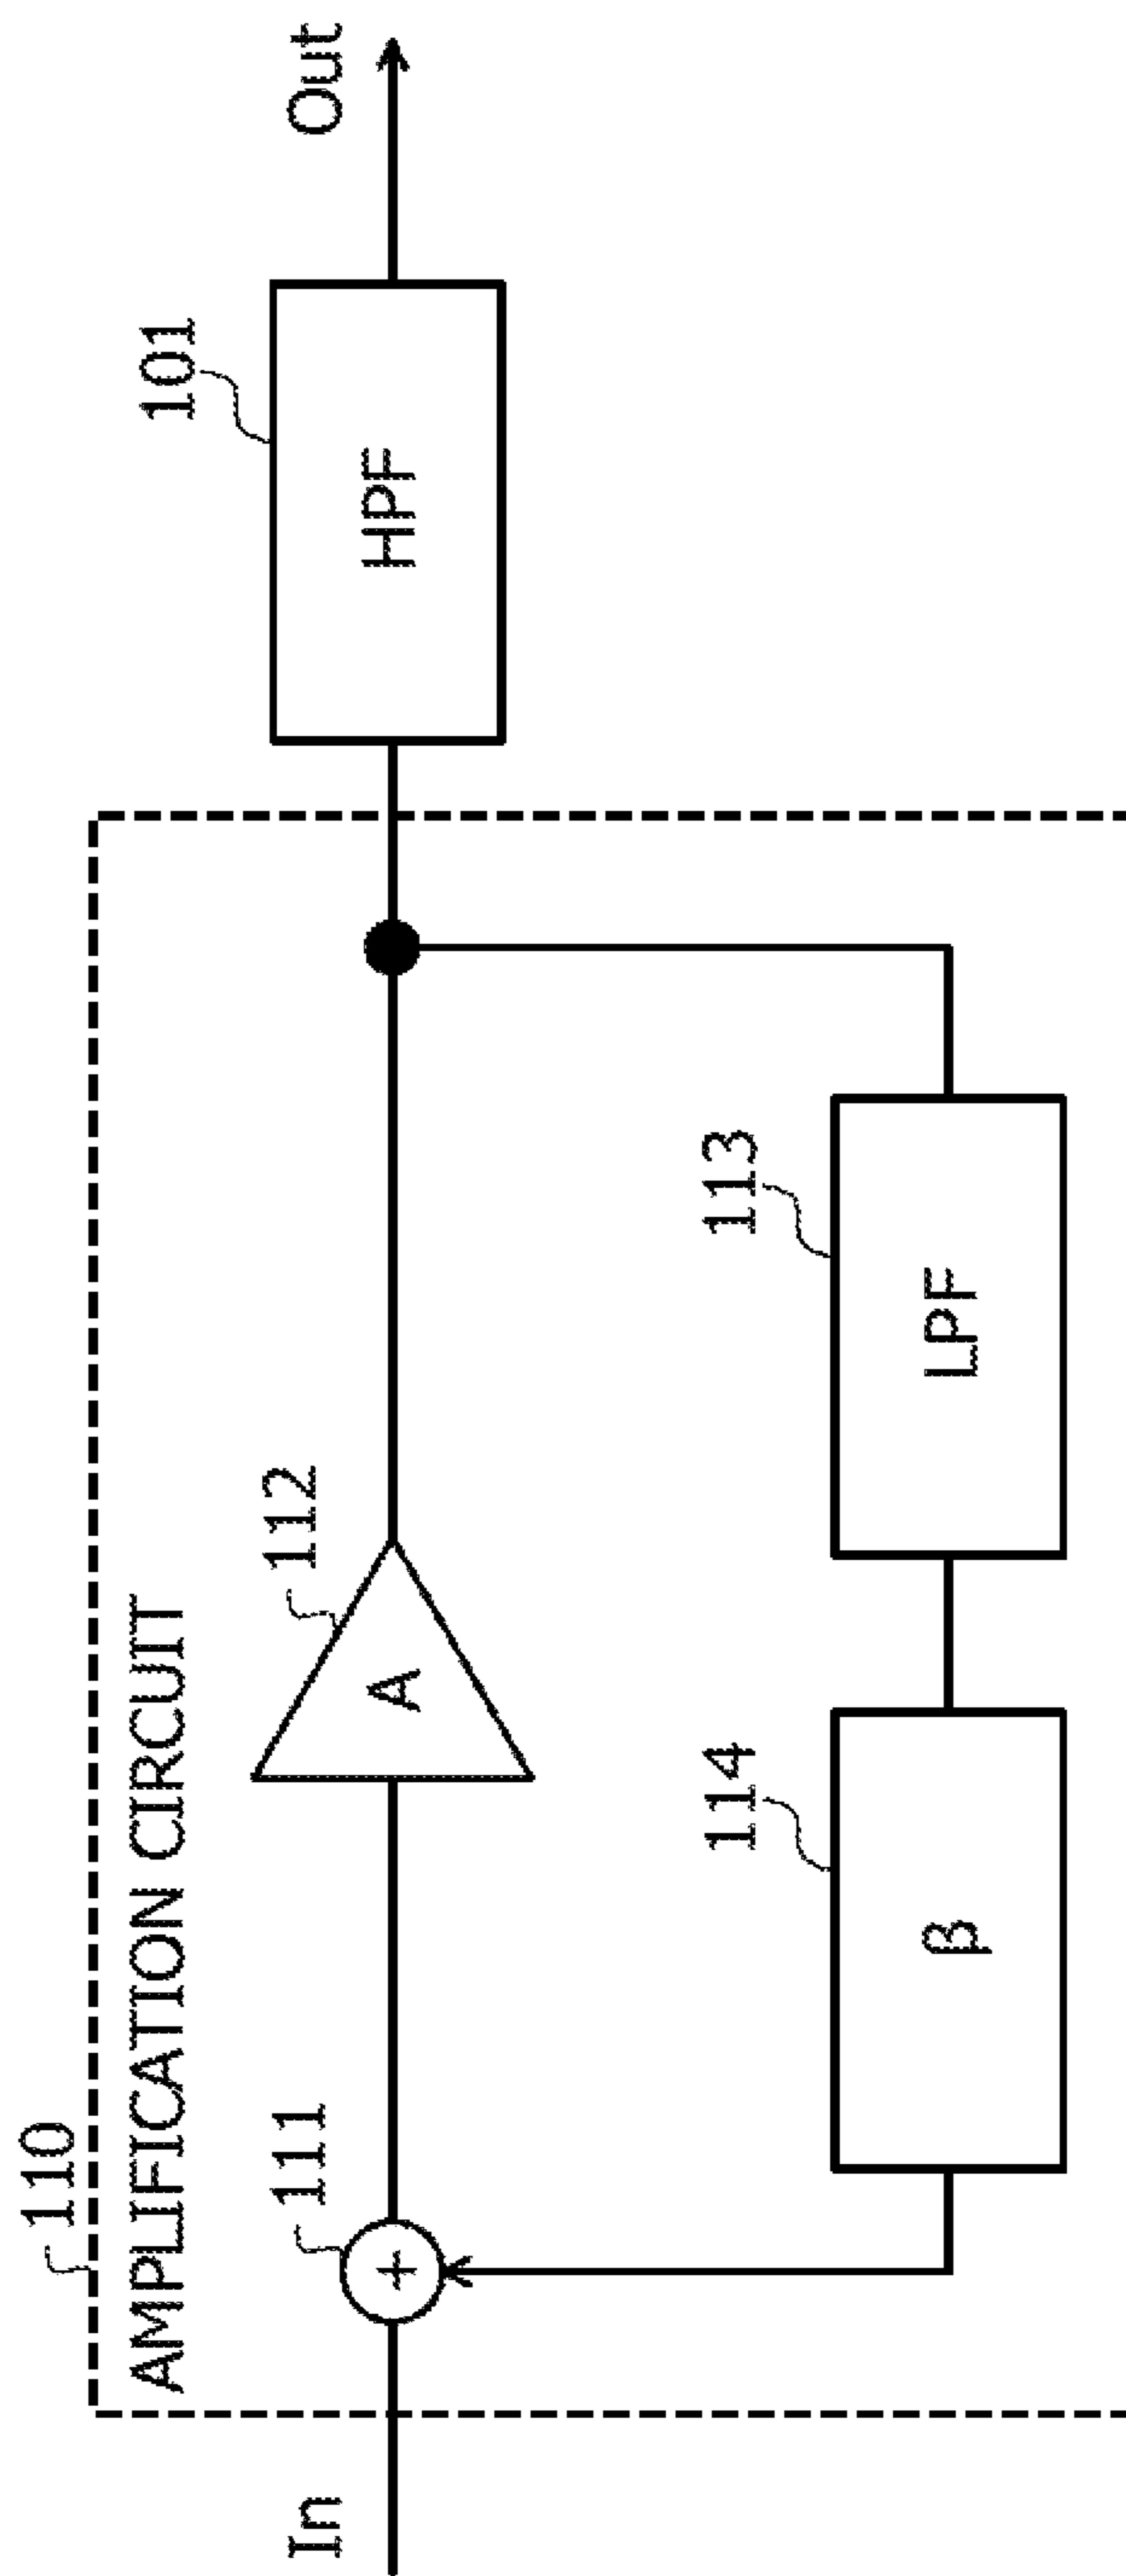 110
AMPLIFICATION CIRCUIT
In
111
+
112
A
101
HPF
Out
114
β
113
LPF